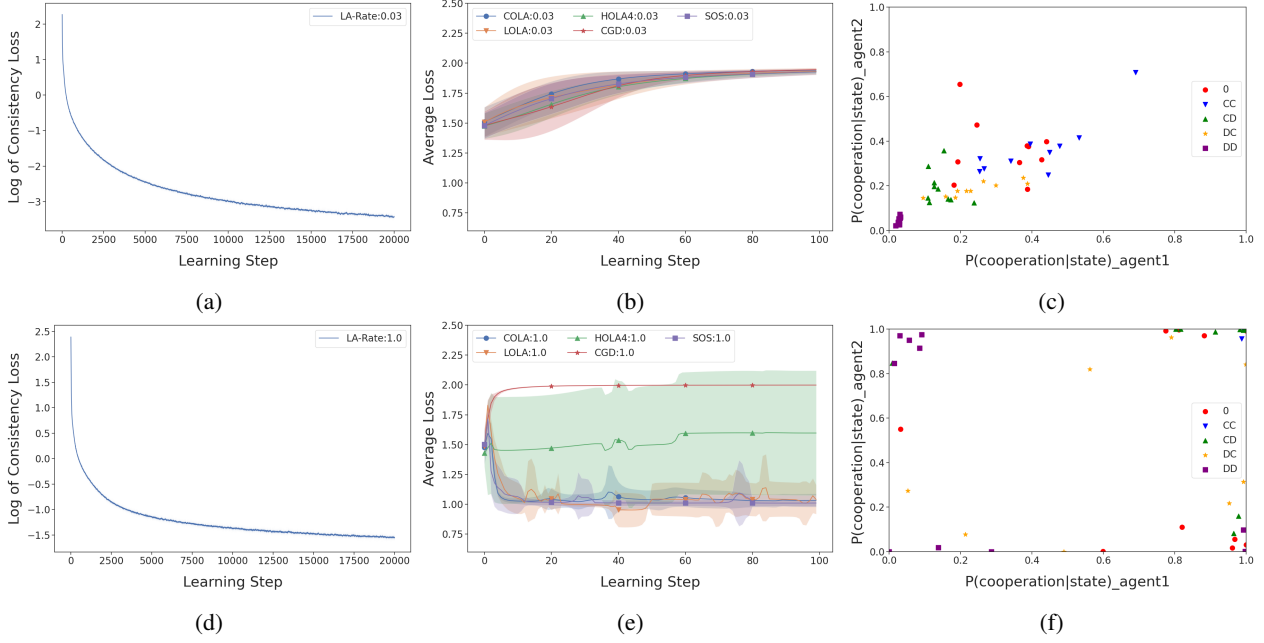 2
1
0
−1
−2
−3
0 2500 5000 7500 10000 12500 15000 17500 20000
Log of Consistency Loss
Learning Step
LA-Rate:0.03
(a)
2.50
2.25
2.00
1.75
1.50
1.25
1.00
0.75
0 20 40 60 80 100
Average Loss
Learning Step
COLA:0.03 HOLA4:0.03 SOS:0.03
LOLA:0.03 CGD:0.03
(b)
1.0
0.8
0.6
0.4
0.2
0.0
0.0 0.2 0.4 0.6 0.8 1.0
P(cooperation|state)_agent2
P(cooperation|state)_agent1
0
CC
CD
DC
DD
(c)
2.5
2.0
1.5
1.0
0.5
0.0
−0.5
−1.0
−1.5
0 2500 5000 7500 10000 12500 15000 17500 20000
Log of Consistency Loss
Learning Step
LA-Rate:1.0
(d)
2.50
2.25
2.00
1.75
1.50
1.25
1.00
0.75
0 20 40 60 80 100
Average Loss
Learning Step
COLA:1.0 HOLA4:1.0 SOS:1.0
LOLA:1.0 CGD:1.0
(e)
1.0
0.8
0.6
0.4
0.2
0.0
0.0 0.2 0.4 0.6 0.8 1.0
P(cooperation|state)_agent2
P(cooperation|state)_agent1
0
CC
CD
DC
DD
(f)